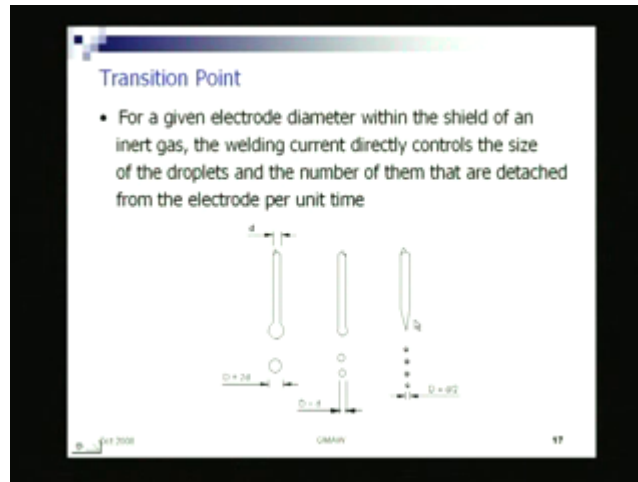 Transition Point
• For a given electrode diameter within the shield of an
inert gas, the welding current directly controls the size
of the droplets and the number of them that are detached
from the electrode per unit time
d
D = 2d
D = d
D = d/2
Oct 2008
GMAW
17